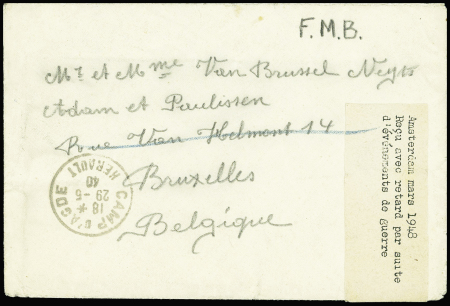 F.M.B.
Mr et Mme Van Brussel Neyts
Adam et Paulissen
Rue Van Helmont 14
Bruxelles
Belgique
CAMP D'AGDE
18 *
29-5
40
HERAULT
Amsterdam mars 1948
Reçu avec retard par suite
d'événements de guerre